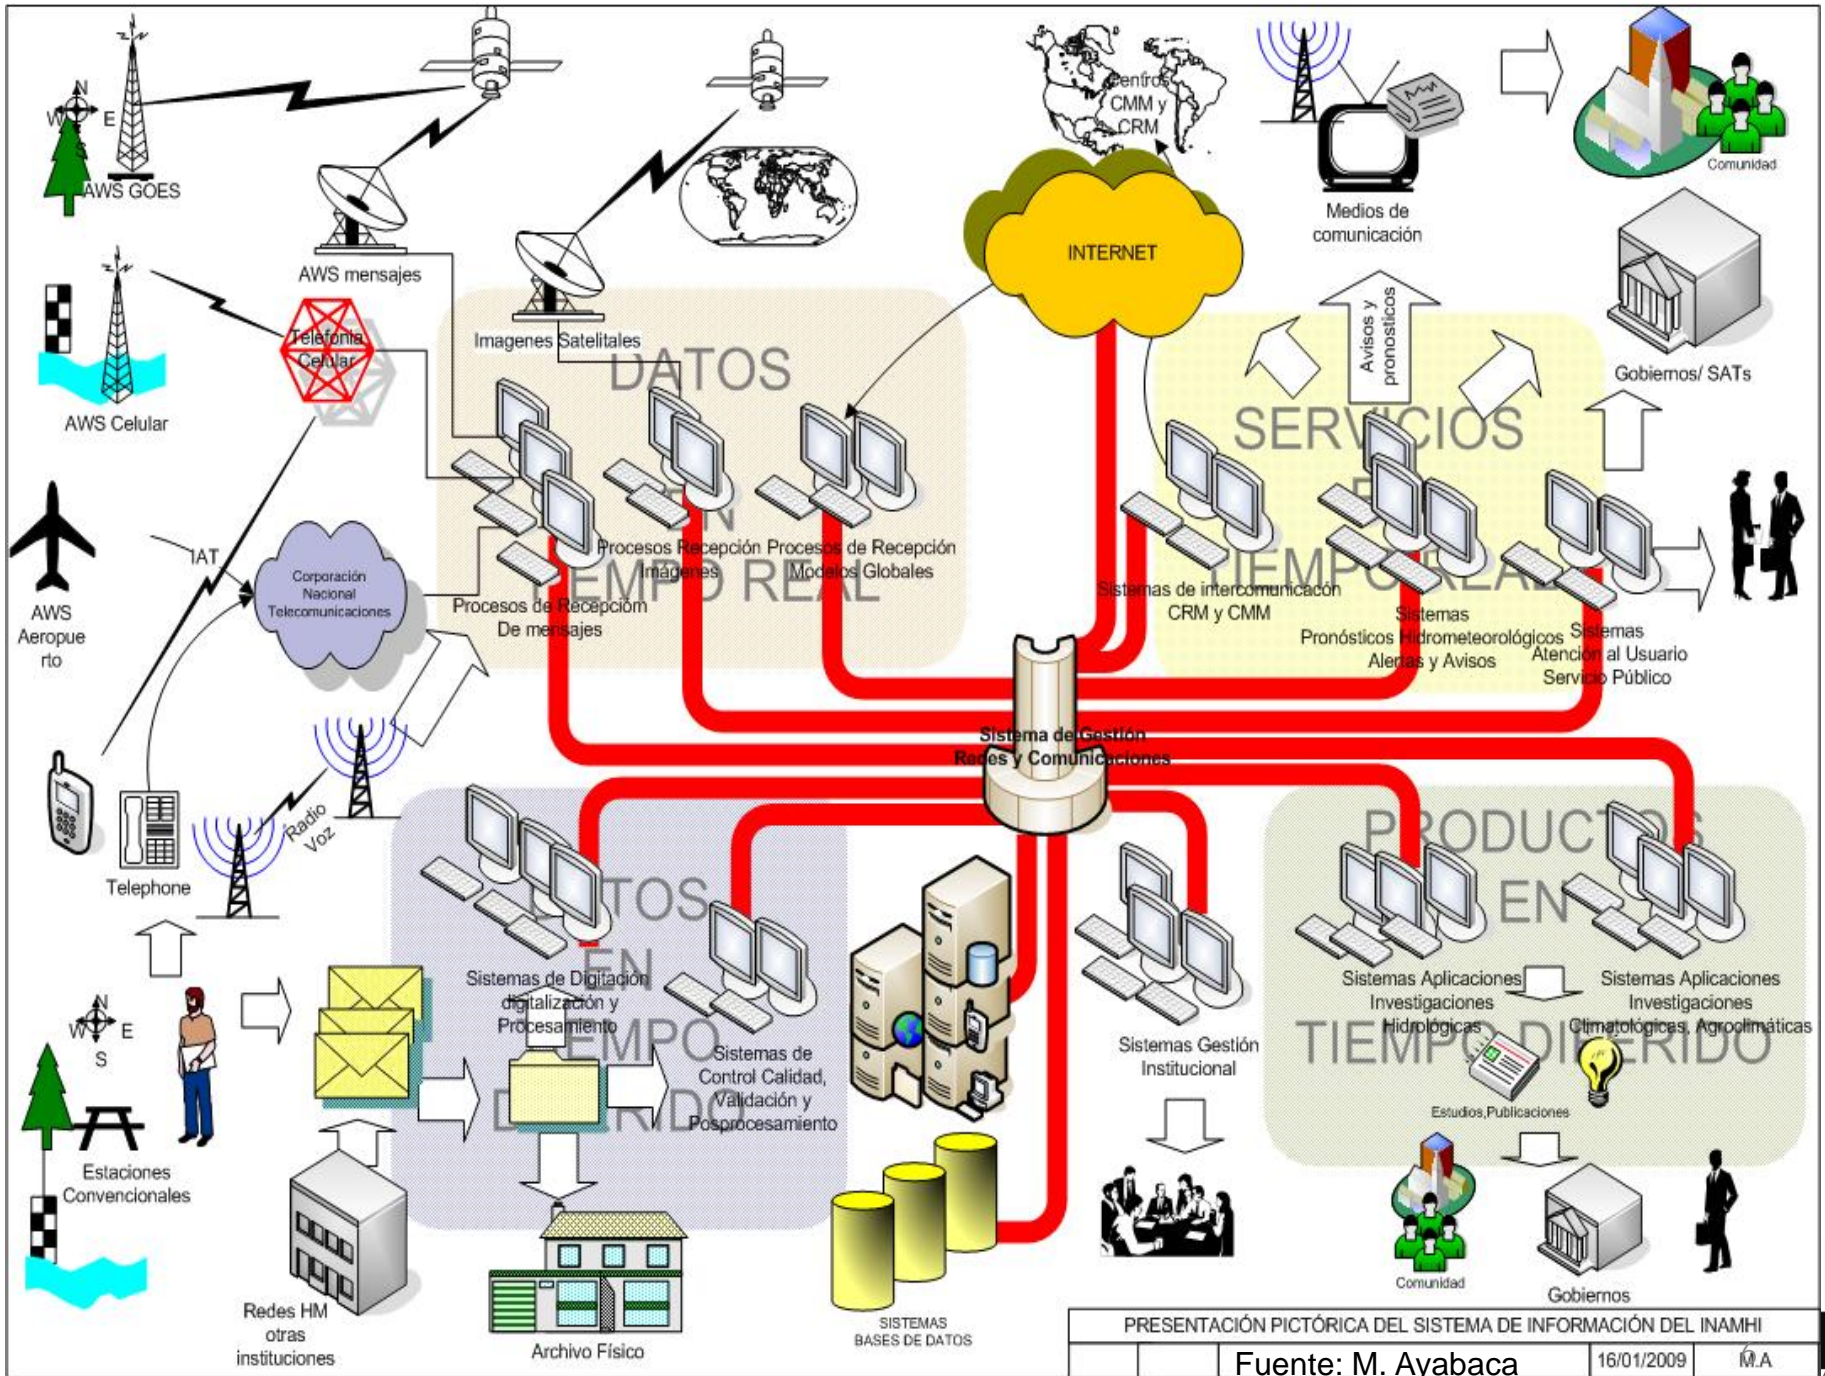 N
W
E
S
AWS GOES
AWS mensajes
Imagenes Satelitales
Centros
CMM y
CRM
INTERNET
Medios de
comunicación
Comunidad
Gobiernos/ SATs
Avisos y
pronosticos
Telefonia
Celular
AWS Celular
DATOS
EN
TIEMPO REAL
Procesos Recepción
Imágenes
Procesos de Recepción
Modelos Globales
Procesos de Recepcióm
De mensajes
SERVICIOS
EN
TIEMPO REAL
Sistemas de intercomunicacón
CRM y CMM
Sistemas
Pronósticos Hidrometeorológicos
Alertas y Avisos
Sistemas
Atención al Usuario
Servicio Público
IAT
Corporación
Nacional
Telecomunicaciones
AWS
Aeropue
rto
Sistema de Gestión
Redes y Comunicaciones
Radio
Voz
Telephone
DATOS
EN
TIEMPO
DIFERIDO
Sistemas de Digitación
digitalización y
Procesamiento
Sistemas de
Control Calidad,
Validación y
Posprocesamiento
Sistemas Gestión
Institucional
PRODUCTOS
EN
TIEMPO DIFERIDO
Sistemas Aplicaciones
Investigaciones
Hidrológicas
Sistemas Aplicaciones
Investigaciones
Climatológicas, Agroclimáticas
Estudios,Publicaciones
N
W
E
S
Estaciones
Convencionales
Redes HM
otras
instituciones
Archivo Físico
SISTEMAS
BASES DE DATOS
Comunidad
Gobiernos
PRESENTACIÓN PICTÓRICA DEL SISTEMA DE INFORMACIÓN DEL INAMHI
Fuente: M. Ayabaca
16/01/2009
M.A